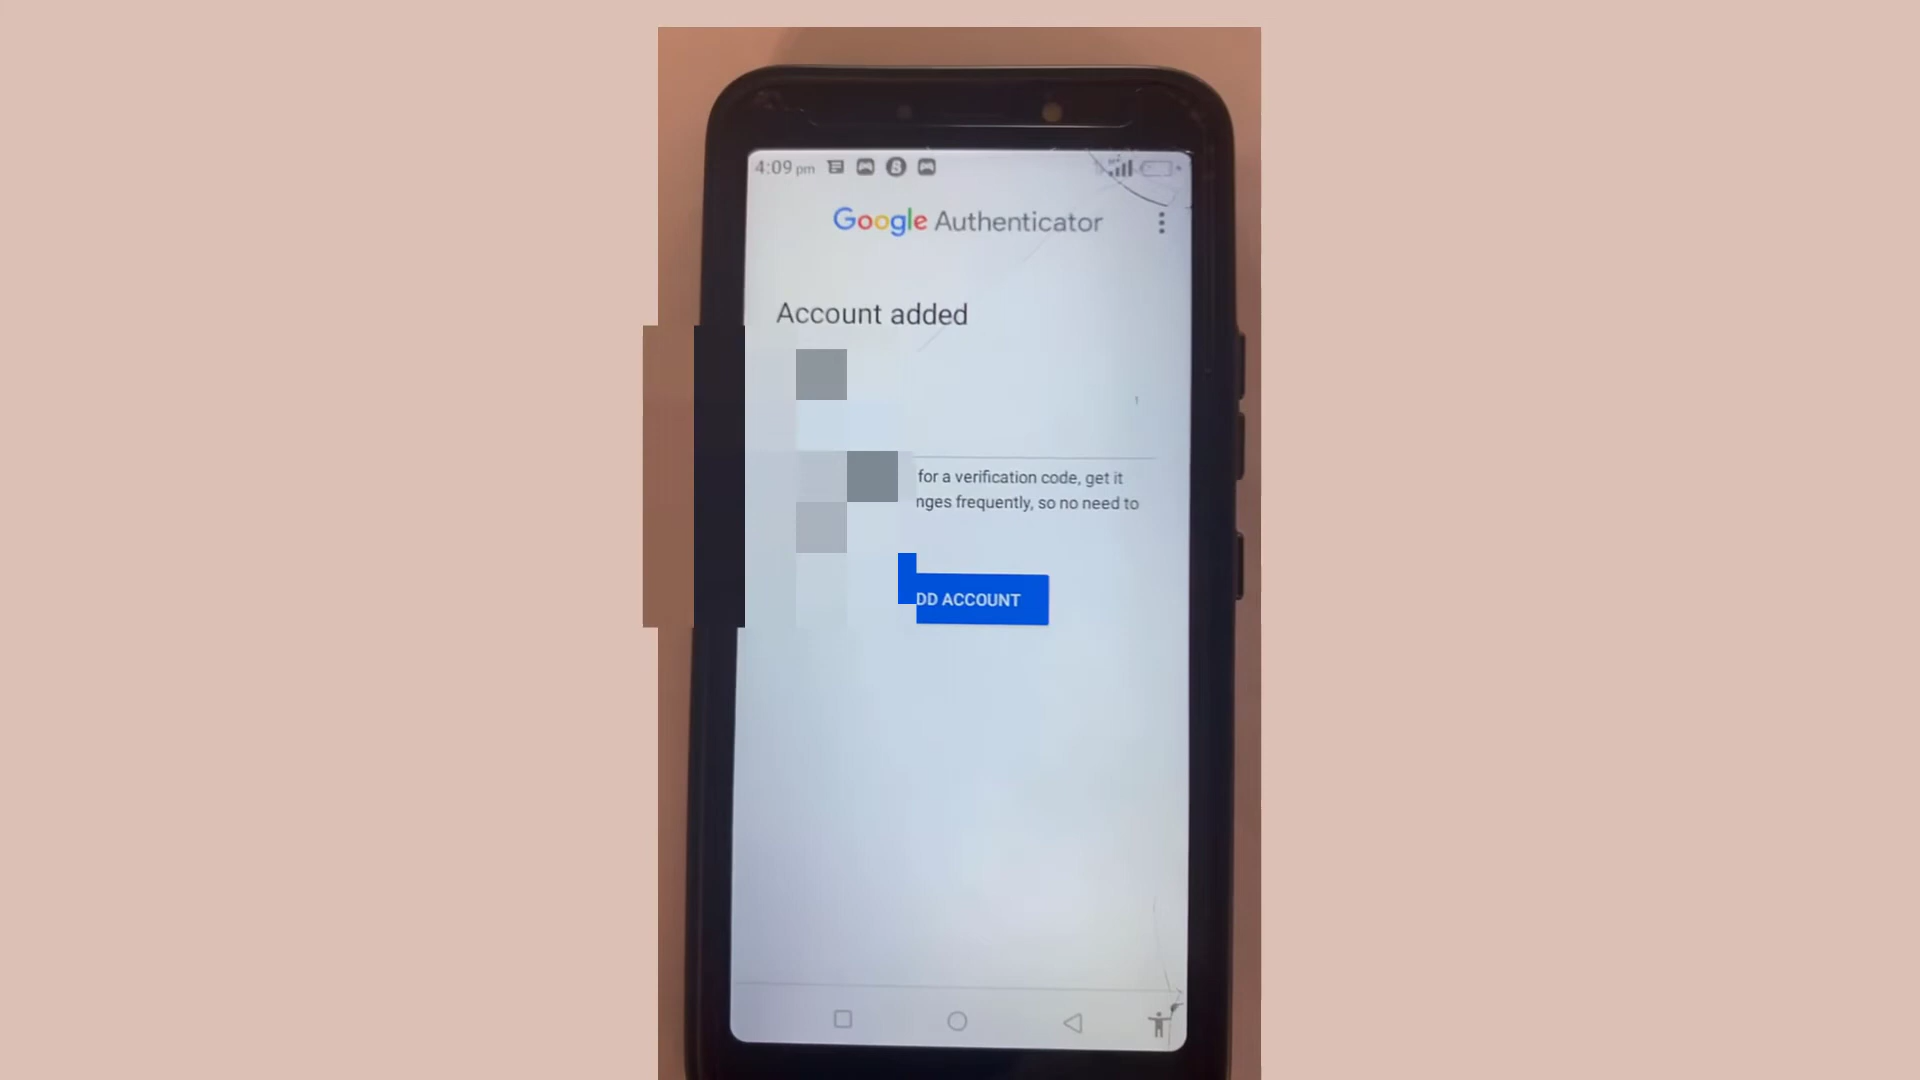 4:09 pm
Google Authenticator
Account added
for a verification code, get it
nges frequently, so no need to
DD ACCOUNT